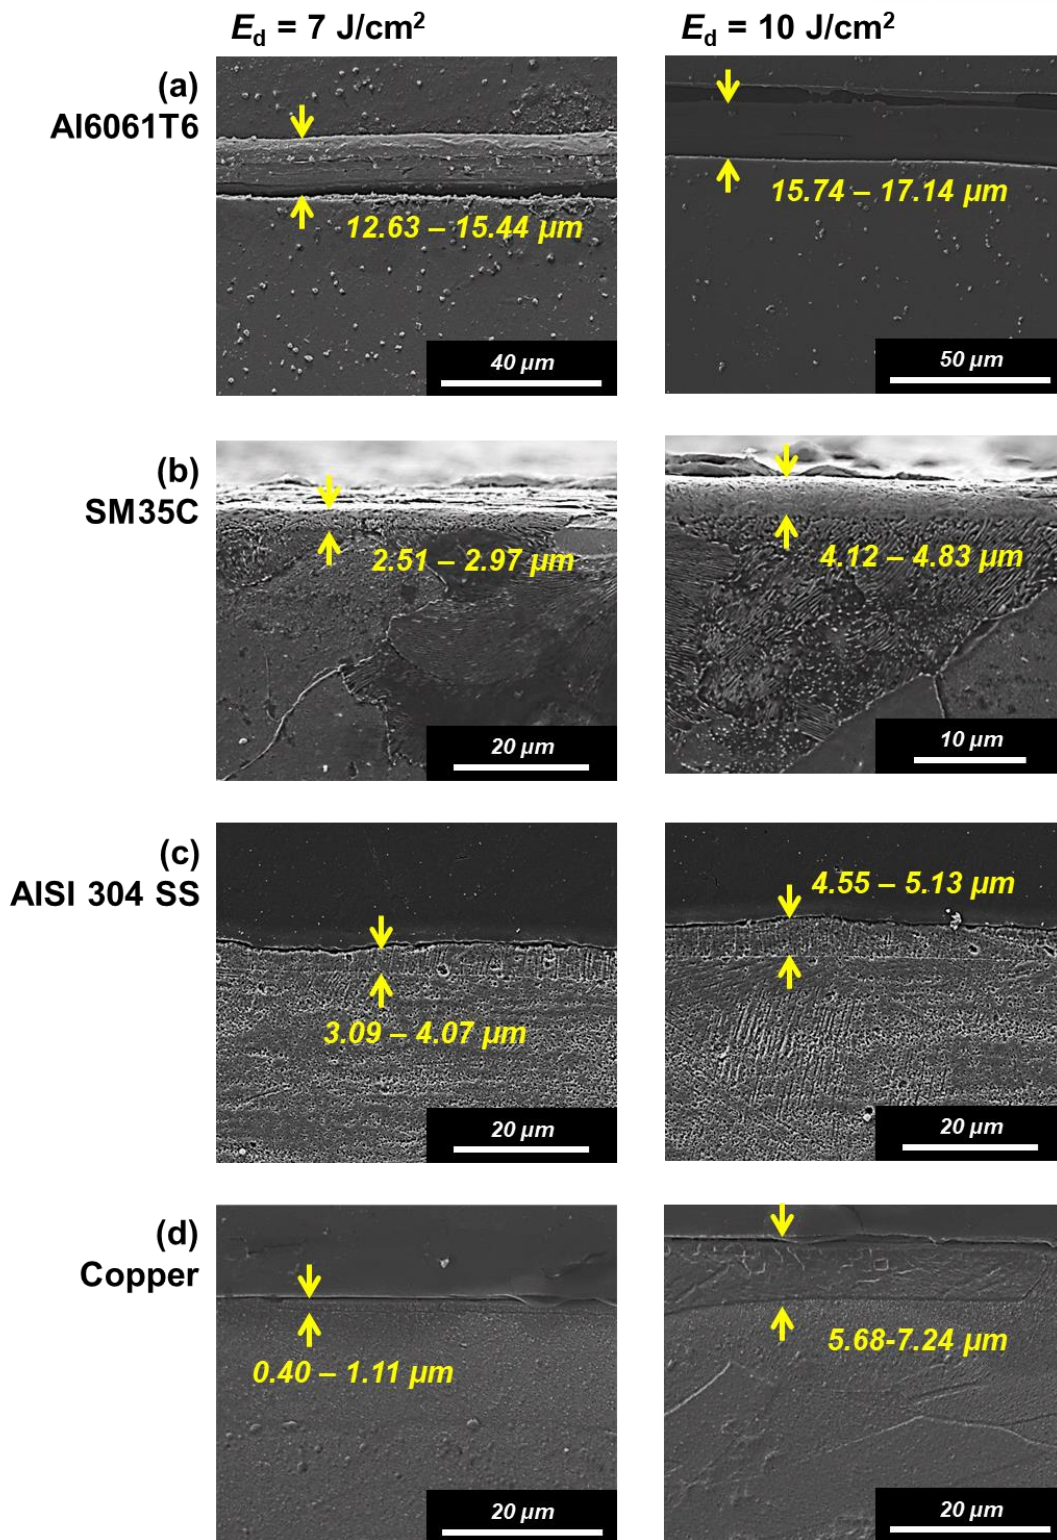 Ed = 7 J/cm²
Ed = 10 J/cm²
(a)
Al6061T6
12.63 – 15.44 µm
40 µm
15.74 – 17.14 µm
50 µm
(b)
SM35C
2.51 – 2.97 µm
20 µm
4.12 – 4.83 µm
10 µm
(c)
AISI 304 SS
3.09 – 4.07 µm
20 µm
4.55 – 5.13 µm
20 µm
(d)
Copper
0.40 – 1.11 µm
20 µm
5.68-7.24 µm
20 µm